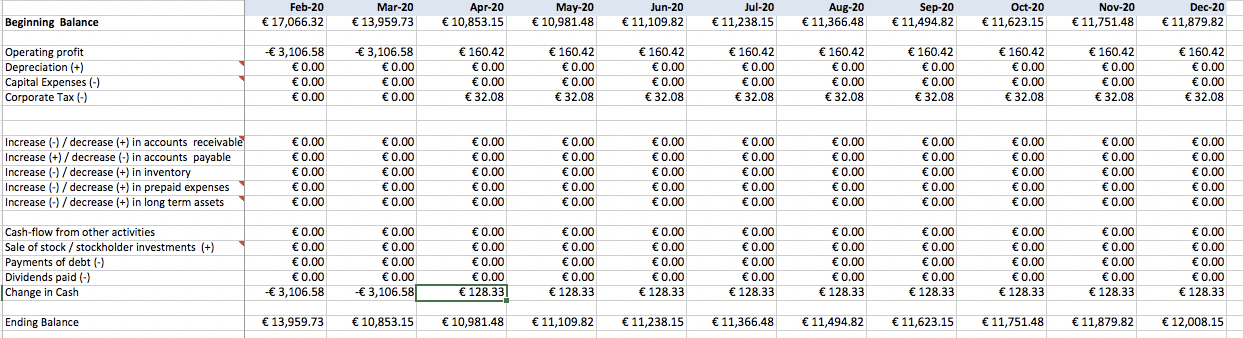 Feb-20 Mar-20 Apr-20 May-20 Jun-20 Jul-20 Aug-20 Sep-20 Oct-20 Nov-20 Dec-20
Beginning Balance € 17,066.32 € 13,959.73 € 10,853.15 € 10,981.48 € 11,109.82 € 11,238.15 € 11,366.48 € 11,494.82 € 11,623.15 € 11,751.48 € 11,879.82
Operating profit -€ 3,106.58 -€ 3,106.58 € 160.42 € 160.42 € 160.42 € 160.42 € 160.42 € 160.42 € 160.42 € 160.42 € 160.42
Depreciation (+) € 0.00 € 0.00 € 0.00 € 0.00 € 0.00 € 0.00 € 0.00 € 0.00 € 0.00 € 0.00 € 0.00
Capital Expenses (-) € 0.00 € 0.00 € 0.00 € 0.00 € 0.00 € 0.00 € 0.00 € 0.00 € 0.00 € 0.00 € 0.00
Corporate Tax (-) € 0.00 € 0.00 € 32.08 € 32.08 € 32.08 € 32.08 € 32.08 € 32.08 € 32.08 € 32.08 € 32.08
Increase (-) / decrease (+) in accounts receivable € 0.00 € 0.00 € 0.00 € 0.00 € 0.00 € 0.00 € 0.00 € 0.00 € 0.00 € 0.00 € 0.00
Increase (+) / decrease (-) in accounts payable € 0.00 € 0.00 € 0.00 € 0.00 € 0.00 € 0.00 € 0.00 € 0.00 € 0.00 € 0.00 € 0.00
Increase (-) / decrease (+) in inventory € 0.00 € 0.00 € 0.00 € 0.00 € 0.00 € 0.00 € 0.00 € 0.00 € 0.00 € 0.00 € 0.00
Increase (-) / decrease (+) in prepaid expenses € 0.00 € 0.00 € 0.00 € 0.00 € 0.00 € 0.00 € 0.00 € 0.00 € 0.00 € 0.00 € 0.00
Increase (-) / decrease (+) in long term assets € 0.00 € 0.00 € 0.00 € 0.00 € 0.00 € 0.00 € 0.00 € 0.00 € 0.00 € 0.00 € 0.00
Cash-flow from other activities € 0.00 € 0.00 € 0.00 € 0.00 € 0.00 € 0.00 € 0.00 € 0.00 € 0.00 € 0.00 € 0.00
Sale of stock / stockholder investments (+) € 0.00 € 0.00 € 0.00 € 0.00 € 0.00 € 0.00 € 0.00 € 0.00 € 0.00 € 0.00 € 0.00
Payments of debt (-) € 0.00 € 0.00 € 0.00 € 0.00 € 0.00 € 0.00 € 0.00 € 0.00 € 0.00 € 0.00 € 0.00
Dividends paid (-) € 0.00 € 0.00 € 0.00 € 0.00 € 0.00 € 0.00 € 0.00 € 0.00 € 0.00 € 0.00 € 0.00
Change in Cash -€ 3,106.58 -€ 3,106.58 € 128.33 € 128.33 € 128.33 € 128.33 € 128.33 € 128.33 € 128.33 € 128.33 € 128.33
Ending Balance € 13,959.73 € 10,853.15 € 10,981.48 € 11,109.82 € 11,238.15 € 11,366.48 € 11,494.82 € 11,623.15 € 11,751.48 € 11,879.82 € 12,008.15